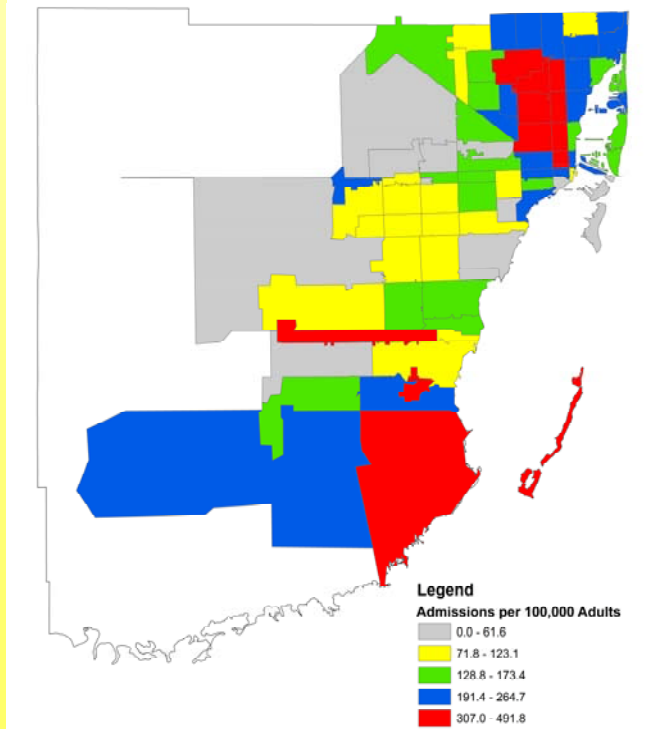 Legend
Admissions per 100,000 Adults
0.0 - 61.6
71.8 - 123.1
128.8 - 173.4
191.4 - 264.7
307.0 - 491.8